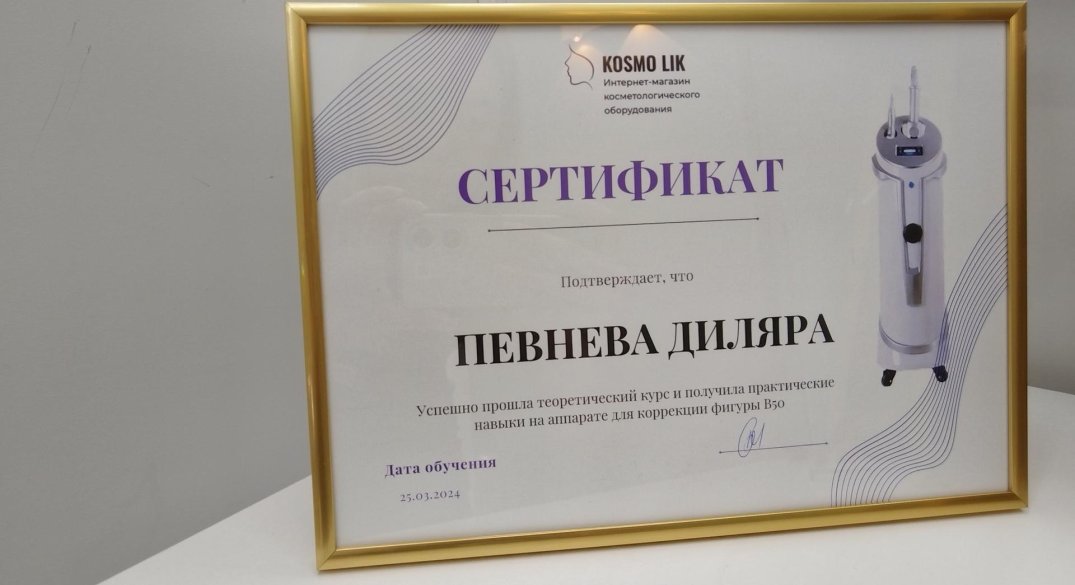 KOSMO LIK
Интернет-магазин
косметологического
оборудования
СЕРТИФИКАТ
Подтверждает, что
ПЕВНЕВА ДИЛЯРА
Успешно прошла теоретический курс и получила практические
навыки на аппарате для коррекции фигуры B50
Дата обучения
25.03.2024